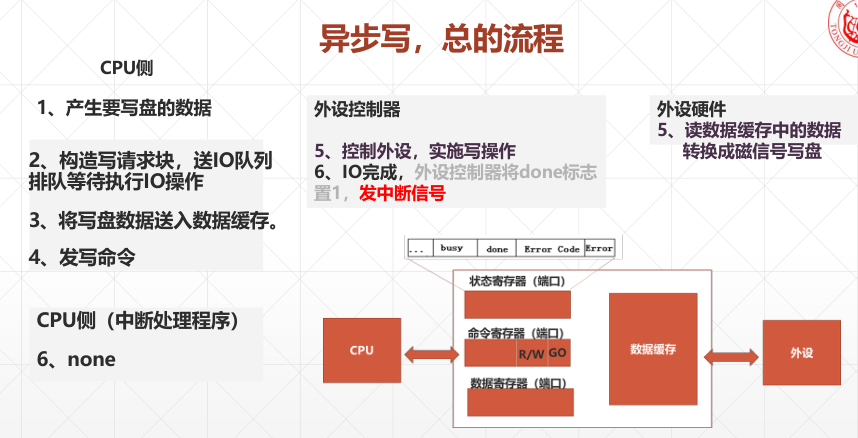 异步写，总的流程
CPU侧
1、产生要写盘的数据
2、构造写请求块，送IO队列
排队等待执行IO操作
3、将写盘数据送入数据缓存。
4、发写命令
CPU侧（中断处理程序）
6、none
外设控制器
5、控制外设，实施写操作
6、IO完成，外设控制器将done标志
置1，发中断信号
外设硬件
5、读数据缓存中的数据
转换成磁信号写盘
... busy done Error Code Error
状态寄存器（端口）
命令寄存器（端口）
R/W GO
数据寄存器（端口）
CPU
数据缓存
外设